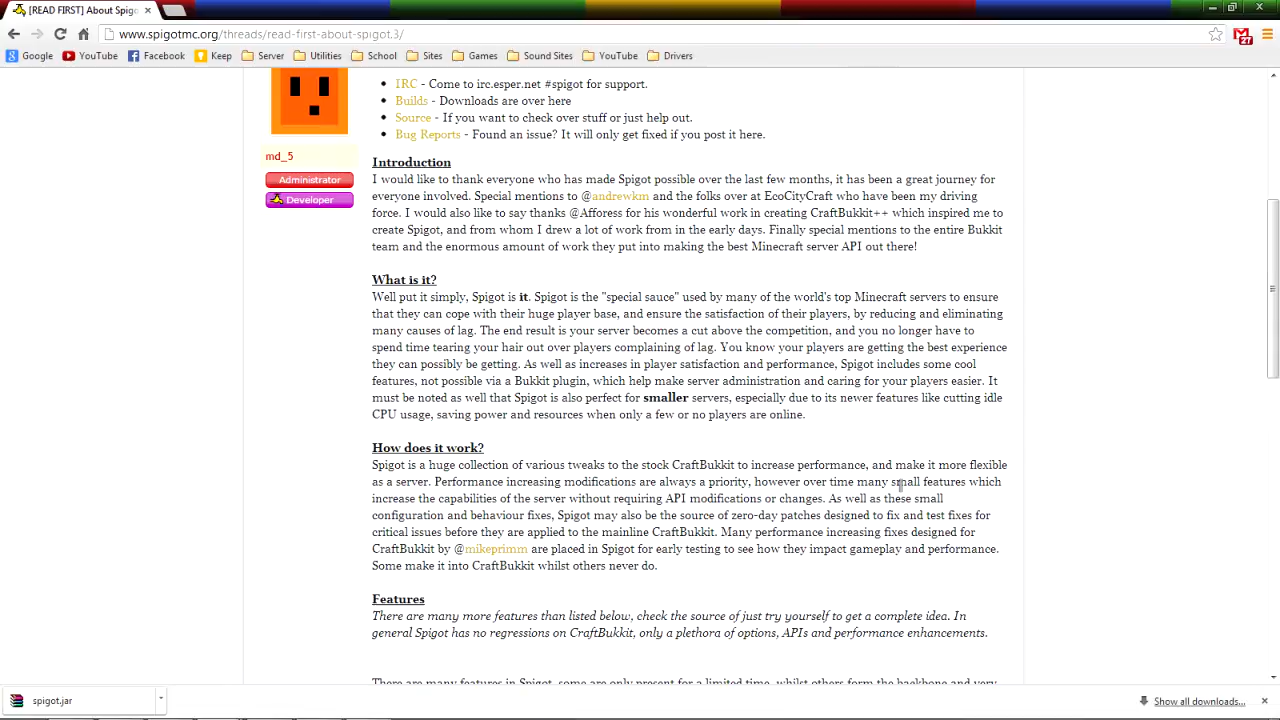 [READ FIRST] About Spigo
www.spigotmc.org/threads/read-first-about-spigot.3/
27
Google YouTube Facebook Keep Server Utilities School Sites Games Sound Sites YouTube Drivers
IRC - Come to irc.esper.net #spigot for support.
Builds - Downloads are over here
Source - If you want to check over stuff or just help out.
Bug Reports - Found an issue? It will only get fixed if you post it here.
md_5
Administrator
Developer
Introduction
I would like to thank everyone who has made Spigot possible over the last few months, it has been a great journey for
everyone involved. Special mentions to @andrewkm and the folks over at EcoCityCraft who have been my driving
force. I would also like to say thanks @Afforess for his wonderful work in creating CraftBukkit++ which inspired me to
create Spigot, and from whom I drew a lot of work from in the early days. Finally special mentions to the entire Bukkit
team and the enormous amount of work they put into making the best Minecraft server API out there!
What is it?
Well put it simply, Spigot is it. Spigot is the "special sauce" used by many of the world's top Minecraft servers to ensure
that they can cope with their huge player base, and ensure the satisfaction of their players, by reducing and eliminating
many causes of lag. The end result is your server becomes a cut above the competition, and you no longer have to
spend time tearing your hair out over players complaining of lag. You know your players are getting the best experience
they can possibly be getting. As well as increases in player satisfaction and performance, Spigot includes some cool
features, not possible via a Bukkit plugin, which help make server administration and caring for your players easier. It
must be noted as well that Spigot is also perfect for smaller servers, especially due to its newer features like cutting idle
CPU usage, saving power and resources when only a few or no players are online.
How does it work?
Spigot is a huge collection of various tweaks to the stock CraftBukkit to increase performance, and make it more flexible
as a server. Performance increasing modifications are always a priority, however over time many small features which
increase the capabilities of the server without requiring API modifications or changes. As well as these small
configuration and behaviour fixes, Spigot may also be the source of zero-day patches designed to fix and test fixes for
critical issues before they are applied to the mainline CraftBukkit. Many performance increasing fixes designed for
CraftBukkit by @mikeprimm are placed in Spigot for early testing to see how they impact gameplay and performance.
Some make it into CraftBukkit whilst others never do.
Features
There are many more features than listed below, check the source of just try yourself to get a complete idea. In
general Spigot has no regressions on CraftBukkit, only a plethora of options, APIs and performance enhancements.
There are many features in Spigot, some are only present for a limited time, whilst others form the backbone and very
spigot.jar
Show all downloads...